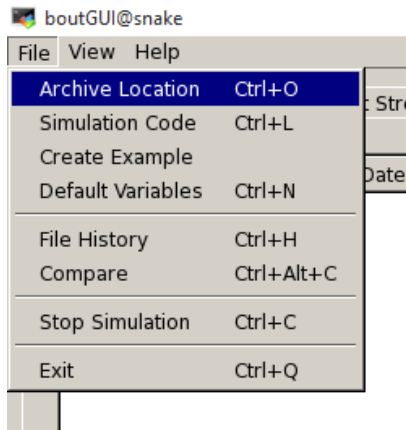 boutGUI@snake
File View Help
Archive Location Ctrl+O
Simulation Code Ctrl+L
Create Example
Default Variables Ctrl+N
File History Ctrl+H
Compare Ctrl+Alt+C
Stop Simulation Ctrl+C
Exit Ctrl+Q
Date